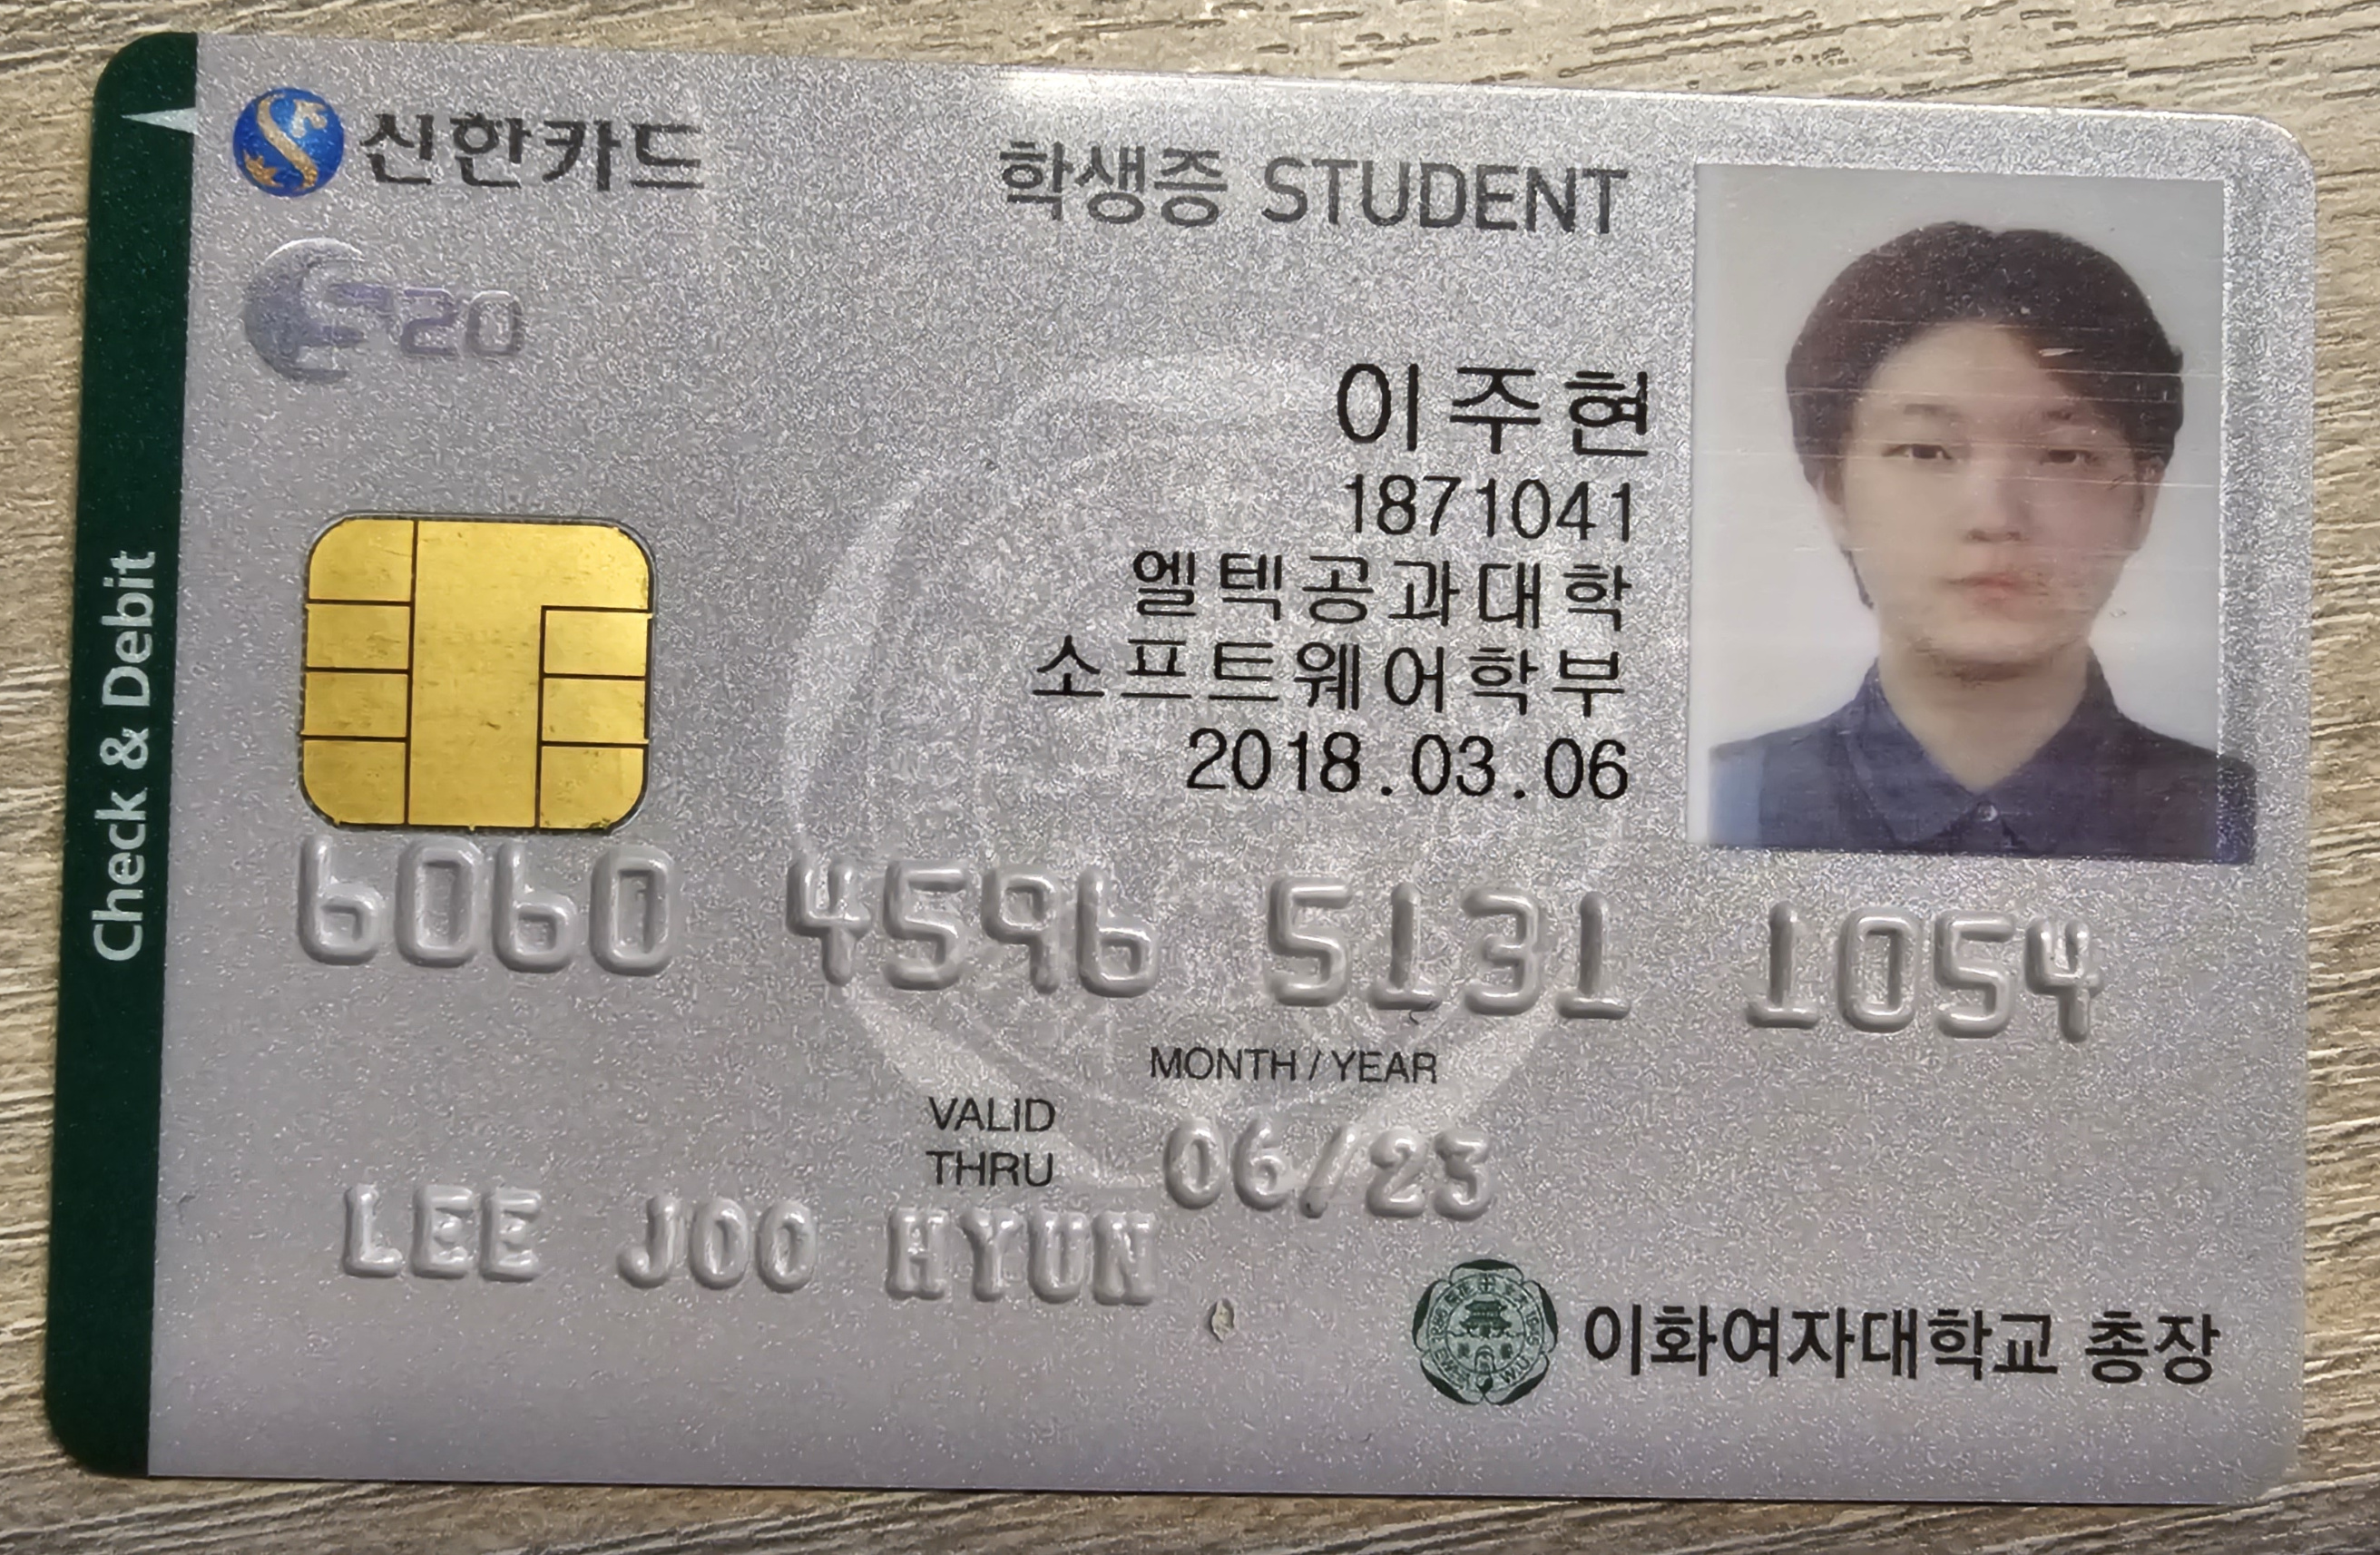 신한카드
학생증 STUDENT
S20
이주현
1871041
엘텍공과대학
소프트웨어학부
2018.03.06
Check & Debit
6060 4596 5131 1054
MONTH / YEAR
VALID
THRU
06/23
LEE JOO HYUN
이화여자대학교 총장